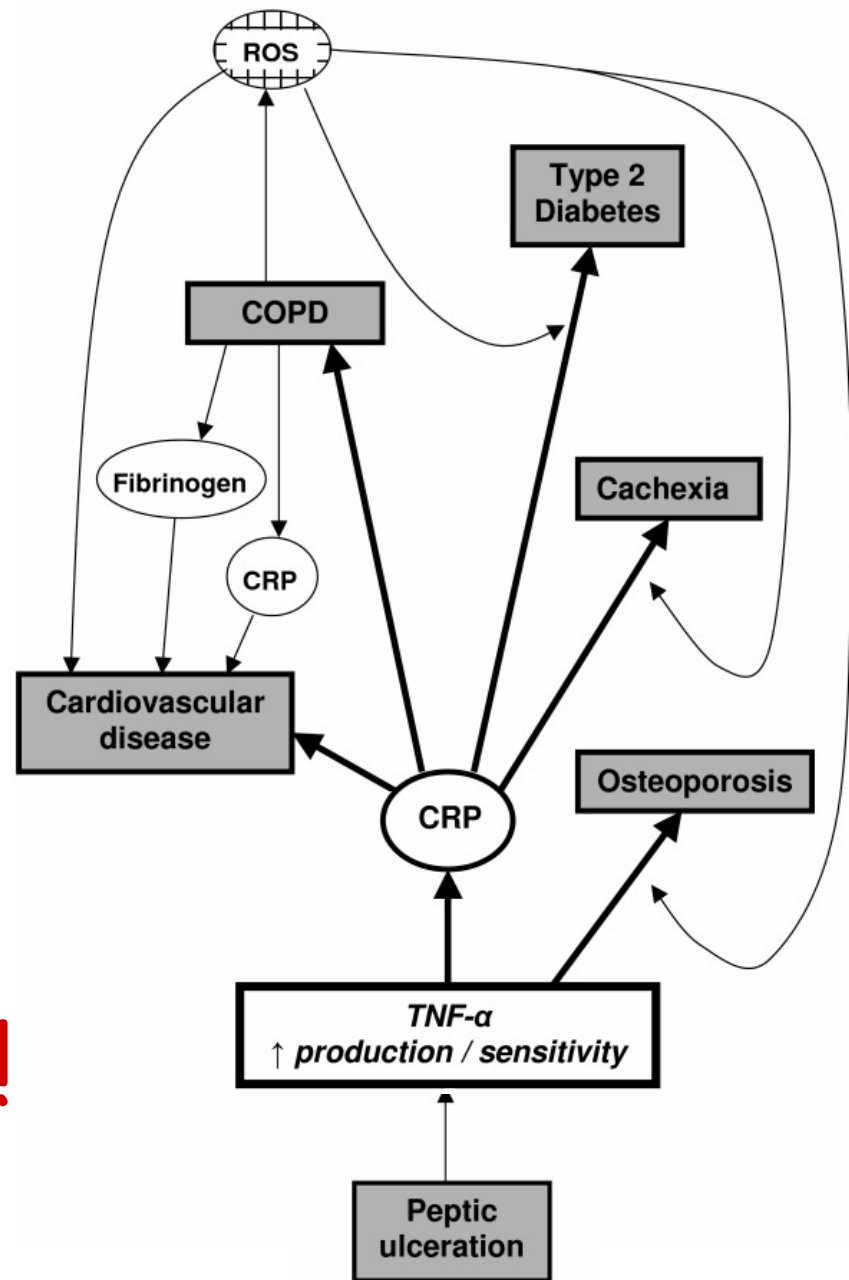 ROS
Type 2
Diabetes
COPD
Cachexia
Fibrinogen
CRP
Cardiovascular
disease
Osteoporosis
CRP
TNF-α
↑ production / sensitivity
!
Peptic
ulceration